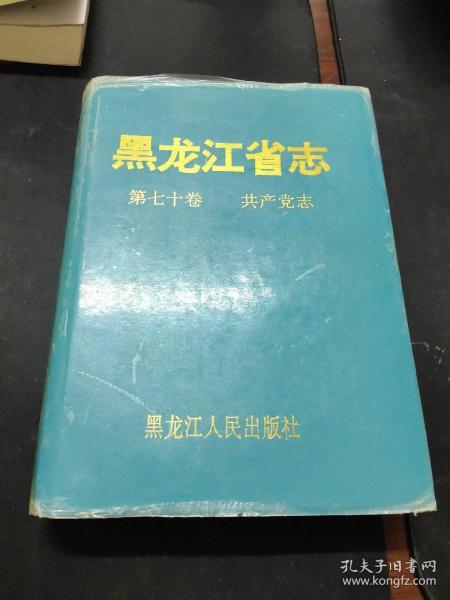 黑龙江省志
第七十卷 共产党志
黑龙江人民出版社
孔夫子旧书网
www.kongfz.com